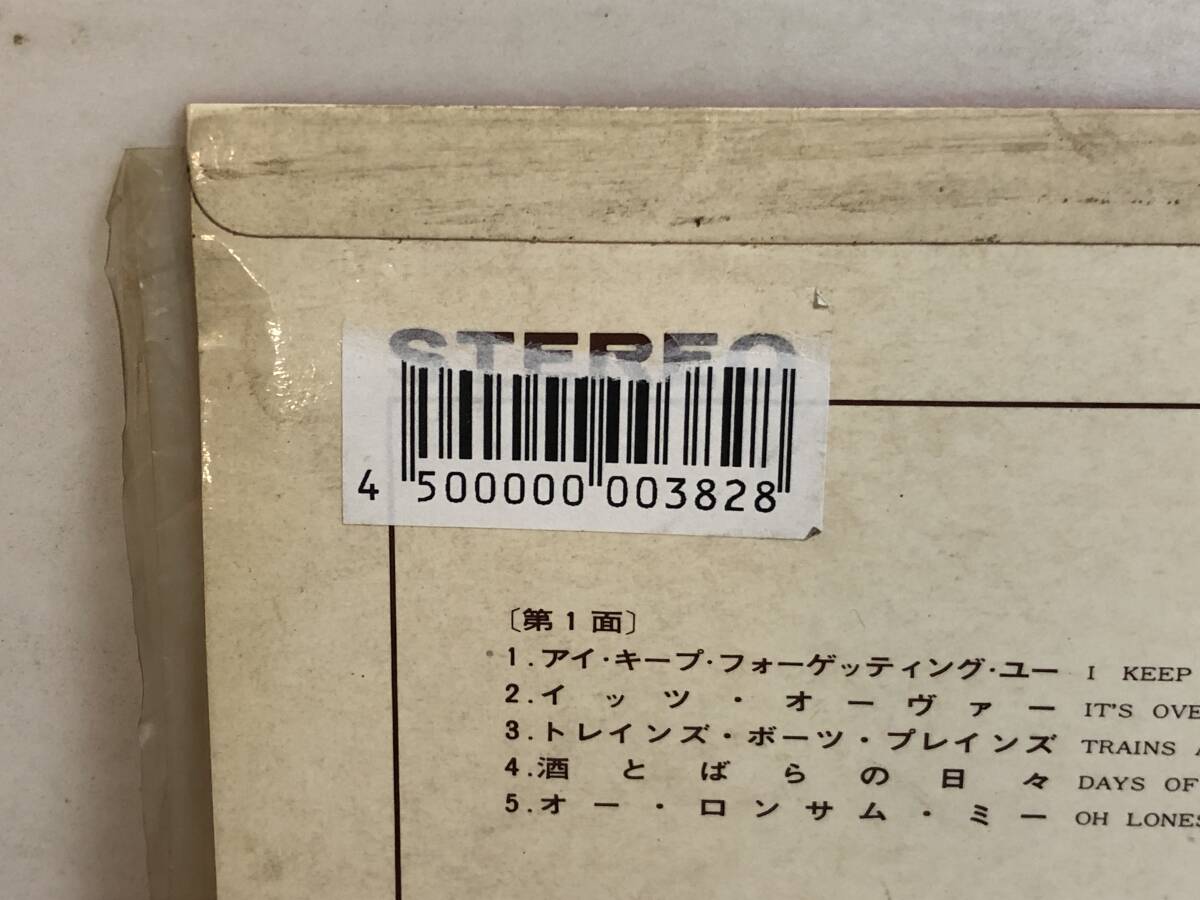 STEREO
4 500000 003828
〔第1面〕
1.アイ・キープ・フォーゲッティング・ユー I KEEP
2.イッツ・オーヴァー IT'S OVE
3.トレインズ・ボーツ・プレインズ TRAINS A
4.酒とばらの日々 DAYS OF
5.オー・ロンサム・ミー OH LONES